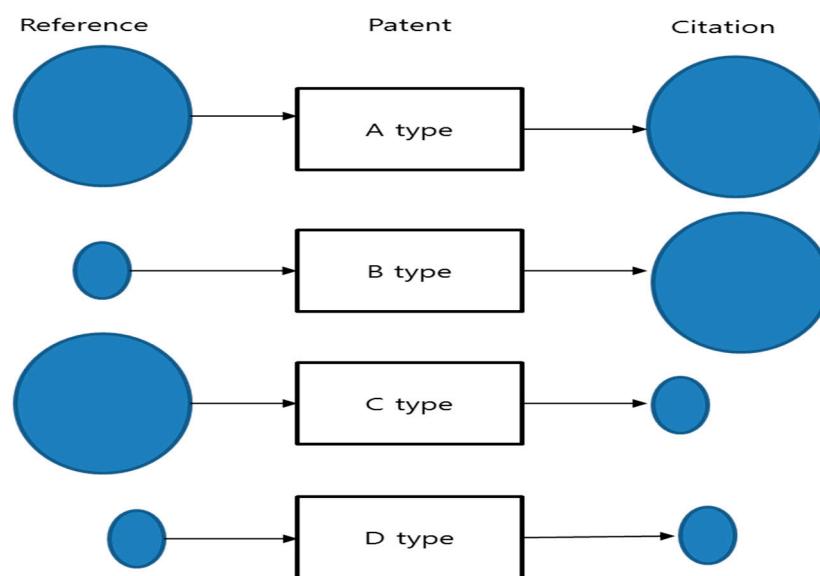 Reference
Patent
Citation
A type
B type
C type
D type